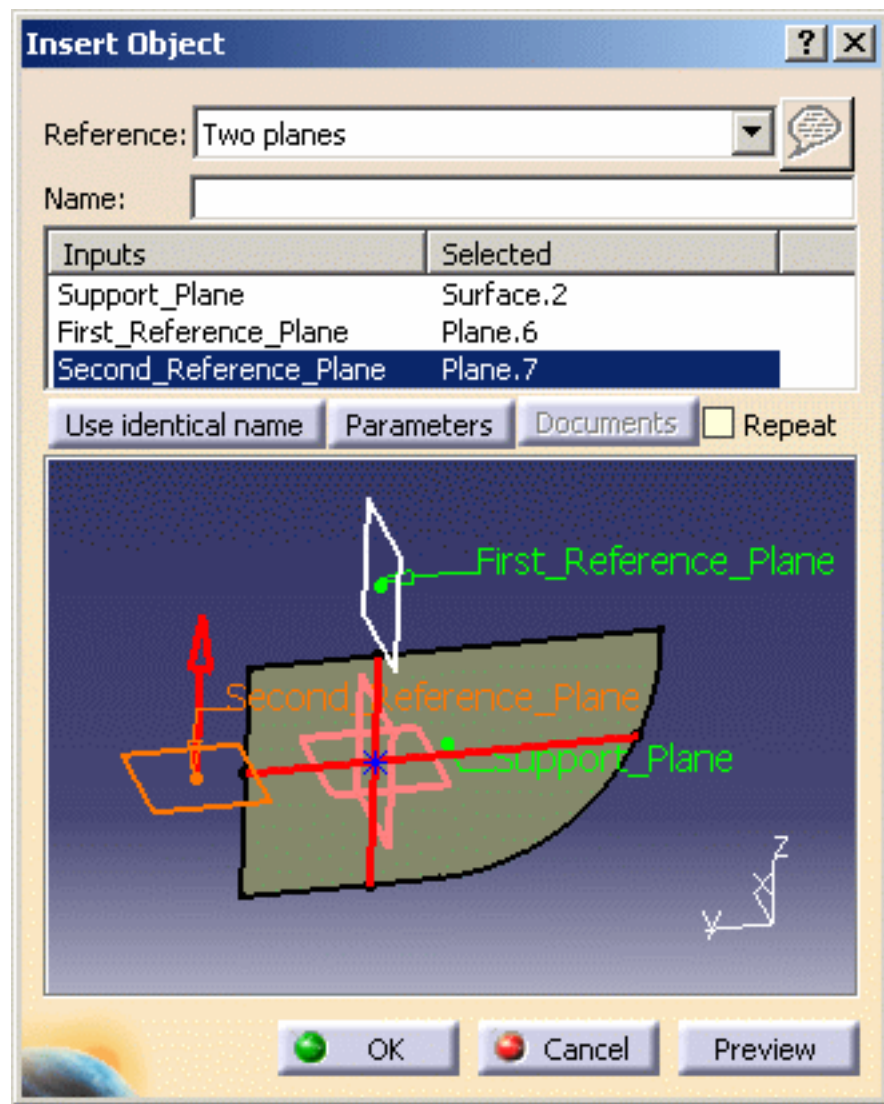 Insert Object
Reference: Two planes
Name:
Inputs Selected
Support_Plane Surface.2
First_Reference_Plane Plane.6
Second_Reference_Plane Plane.7
Use identical name Parameters Documents Repeat
First_Reference_Plane
Second_Reference_Plane
Support_Plane
z
x
y
OK Cancel Preview